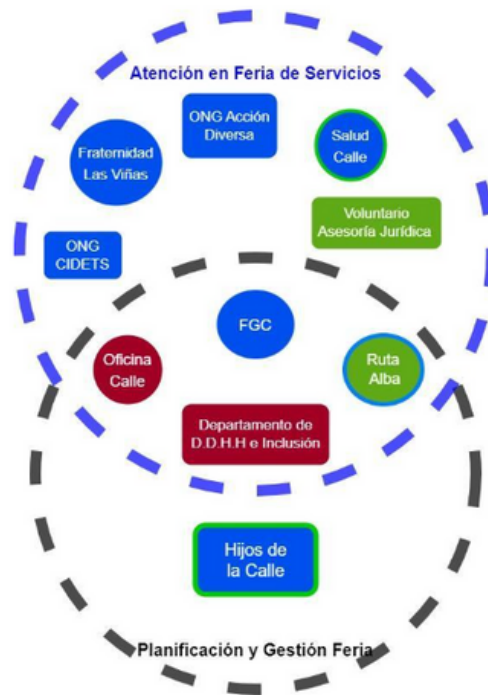 Atención en Feria de Servicios
ONG Acción
Diversa
Salud
Calle
Fraternidad
Las Viñas
Voluntario
Asesoría Jurídica
ONG
CIDETS
FGC
Oficina
Calle
Ruta
Alba
Departamento de
D.D.H.H e Inclusión
Hijos de
la Calle
Planificación y Gestión Feria